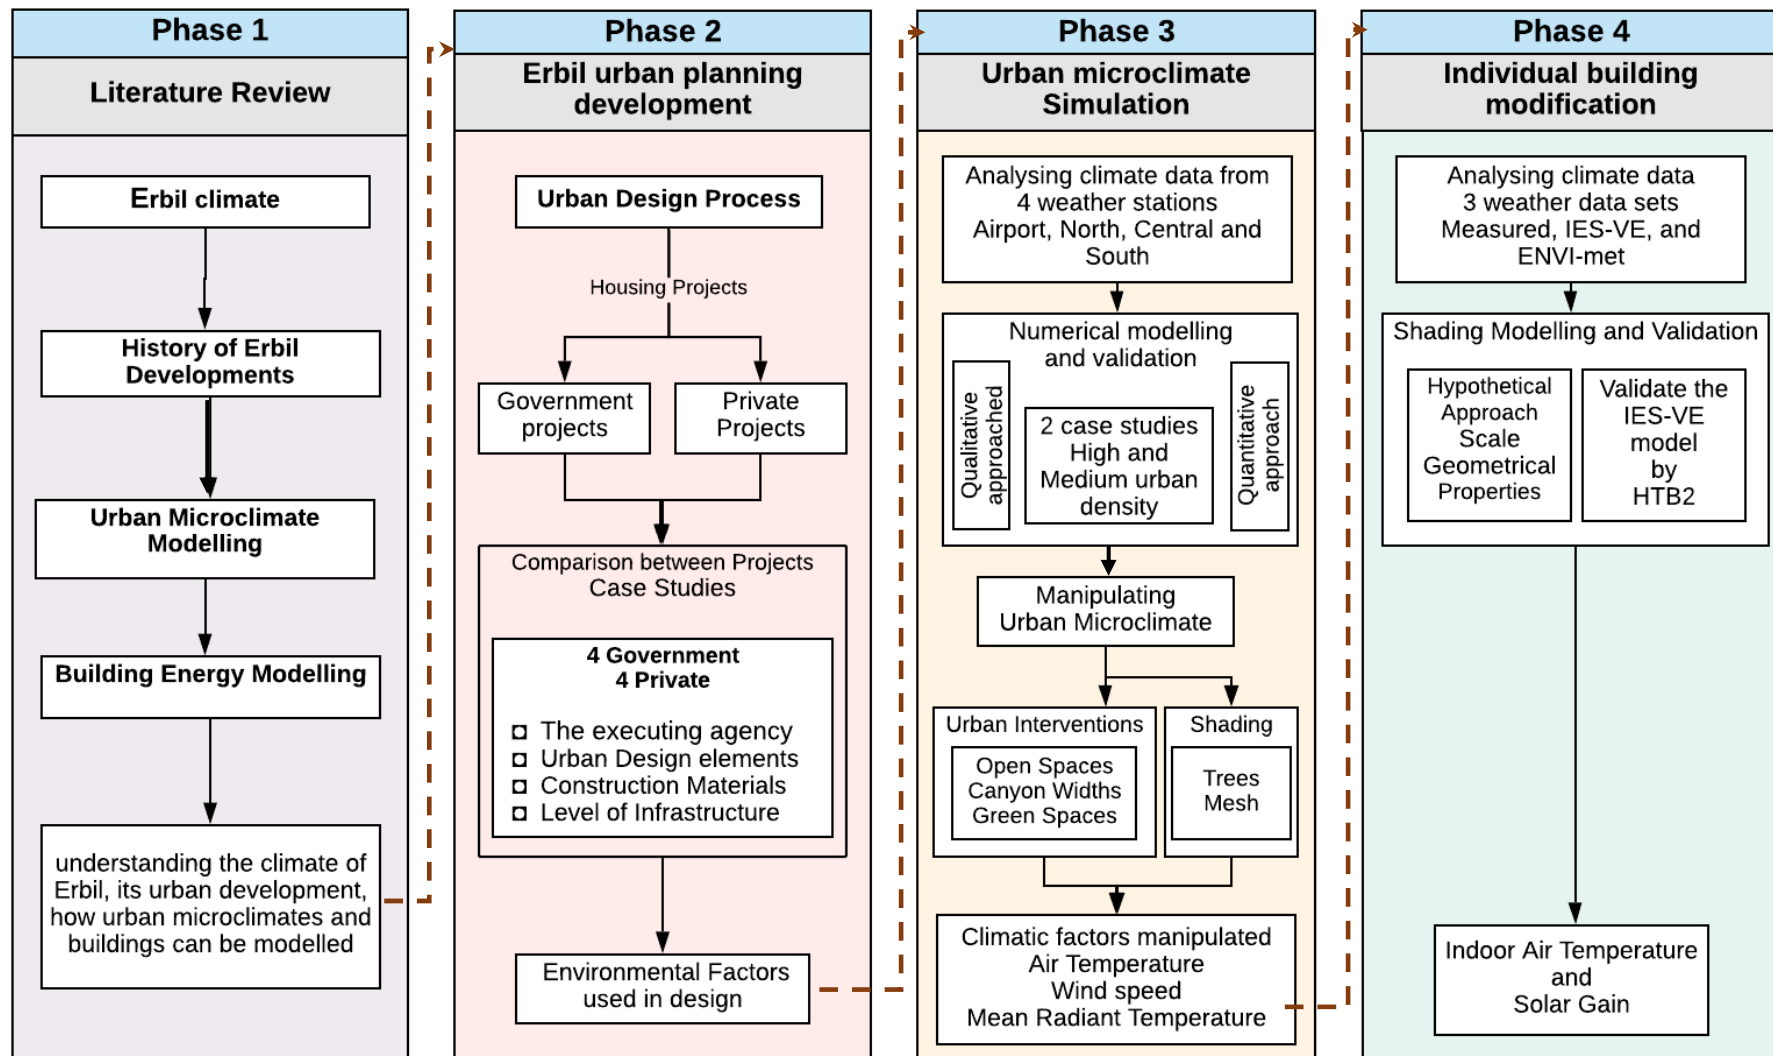 Phase 1
Literature Review
Erbil climate
History of Erbil
Developments
Urban Microclimate
Modelling
Building Energy Modelling
understanding the climate of
Erbil, its urban development,
how urban microclimates and
buildings can be modelled
Phase 2
Erbil urban planning
development
Urban Design Process
Housing Projects
Government
projects
Private
Projects
Comparison between Projects
Case Studies
4 Government
4 Private
The executing agency
Urban Design elements
Construction Materials
Level of Infrastructure
Environmental Factors
used in design
Phase 3
Urban microclimate
Simulation
Analysing climate data from
4 weather stations
Airport, North, Central and
South
Numerical modelling
and validation
Qualitative
approached
2 case studies
High and
Medium urban
density
Quantitative
approach
Manipulating
Urban Microclimate
Urban Interventions
Open Spaces
Canyon Widths
Green Spaces
Shading
Trees
Mesh
Climatic factors manipulated
Air Temperature
Wind speed
Mean Radiant Temperature
Phase 4
Individual building
modification
Analysing climate data
3 weather data sets
Measured, IES-VE, and
ENVI-met
Shading Modelling and Validation
Hypothetical
Approach
Scale
Geometrical
Properties
Validate the
IES-VE
model
by
HTB2
Indoor Air Temperature
and
Solar Gain